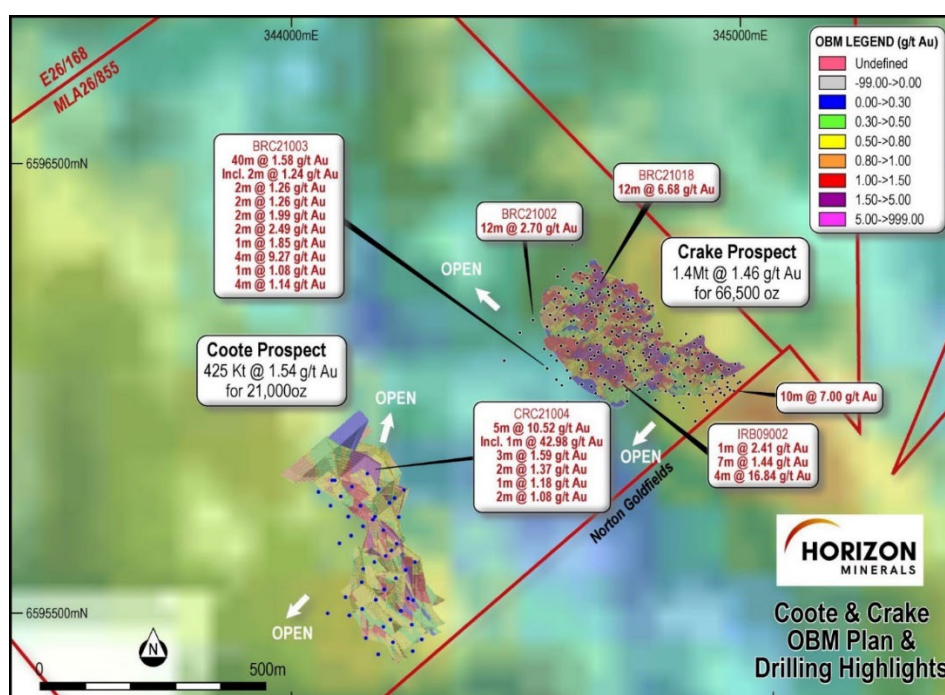 344000mE
345000mE
E26/168
MLA26/855
OBM LEGEND (g/t Au)
Undefined
-99.00->0.00
0.00->0.30
0.30->0.50
0.50->0.80
0.80->1.00
1.00->1.50
1.50->5.00
5.00->999.00
6596500mN
BRC21003
40m @ 1.58 g/t Au
Incl. 2m @ 1.24 g/t Au
2m @ 1.26 g/t Au
2m @ 1.26 g/t Au
2m @ 1.99 g/t Au
2m @ 2.49 g/t Au
1m @ 1.85 g/t Au
4m @ 9.27 g/t Au
1m @ 1.08 g/t Au
4m @ 1.14 g/t Au
BRC21018
12m @ 6.68 g/t Au
BRC21002
12m @ 2.70 g/t Au
OPEN
Crake Prospect
1.4Mt @ 1.46 g/t Au
for 66,500 oz
Coote Prospect
425 Kt @ 1.54 g/t Au
for 21,000oz
OPEN
CRC21004
5m @ 10.52 g/t Au
Incl. 1m @ 42.98 g/t Au
3m @ 1.59 g/t Au
2m @ 1.37 g/t Au
1m @ 1.18 g/t Au
2m @ 1.08 g/t Au
OPEN
10m @ 7.00 g/t Au
IRB09002
1m @ 2.41 g/t Au
7m @ 1.44 g/t Au
4m @ 16.84 g/t Au
Norton Goldfields
HORIZON
MINERALS
Coote & Crake
OBM Plan &
Drilling Highlights
6595500mN
OPEN
N
0
500m